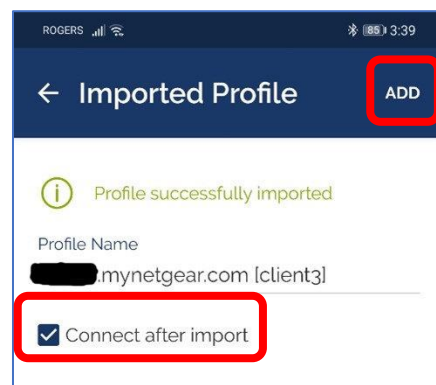 ROGERS 85 3:39
← Imported Profile ADD
Profile successfully imported
Profile Name
.mynetgear.com [client3]
Connect after import